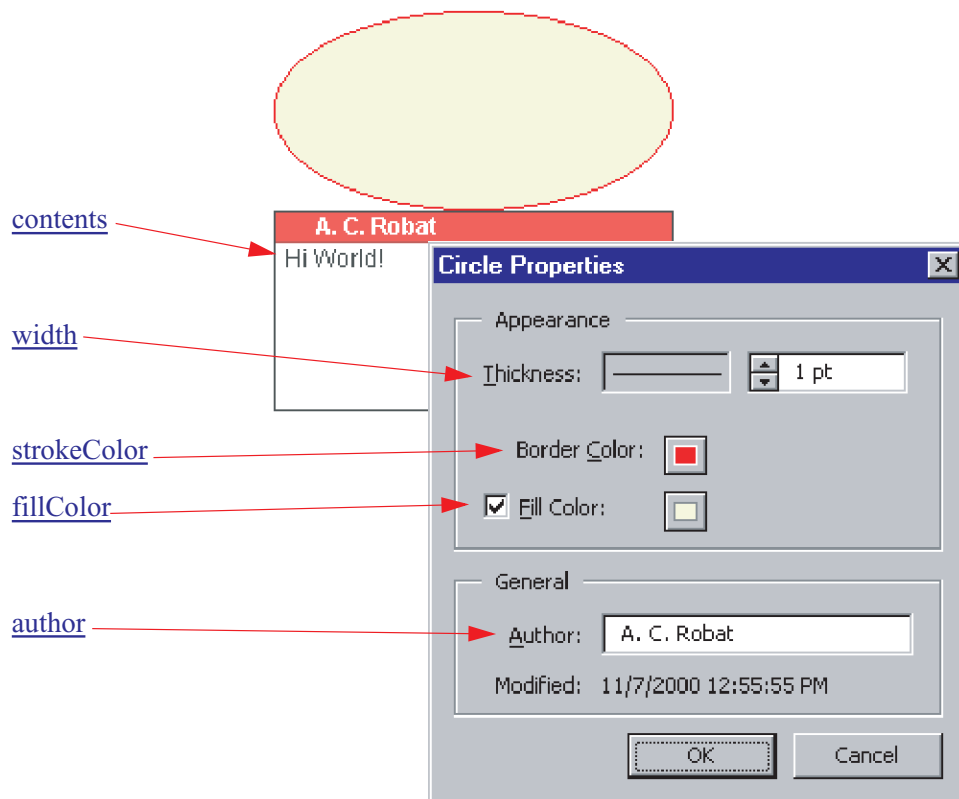 contents
A. C. Robat
Hi World!
Circle Properties
Appearance
width
Thickness:
1 pt
strokeColor
Border Color:
fillColor
Fill Color:
General
author
Author:
A. C. Robat
Modified: 11/7/2000 12:55:55 PM
OK
Cancel